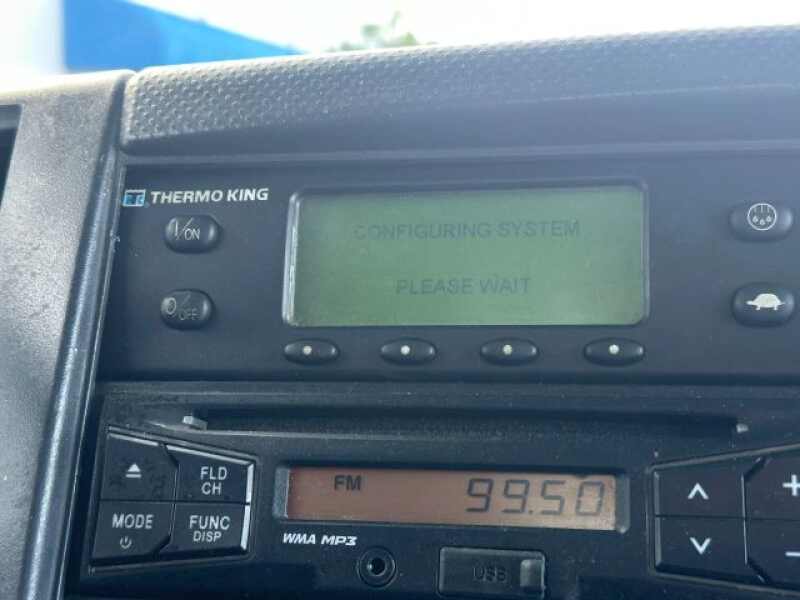 THERMO KING
I/ON
CONFIGURING SYSTEM
O/OFF
PLEASE WAIT
FLD
CH
FM 99.50
MODE
FUNC
DISP
WMA MP3
USB